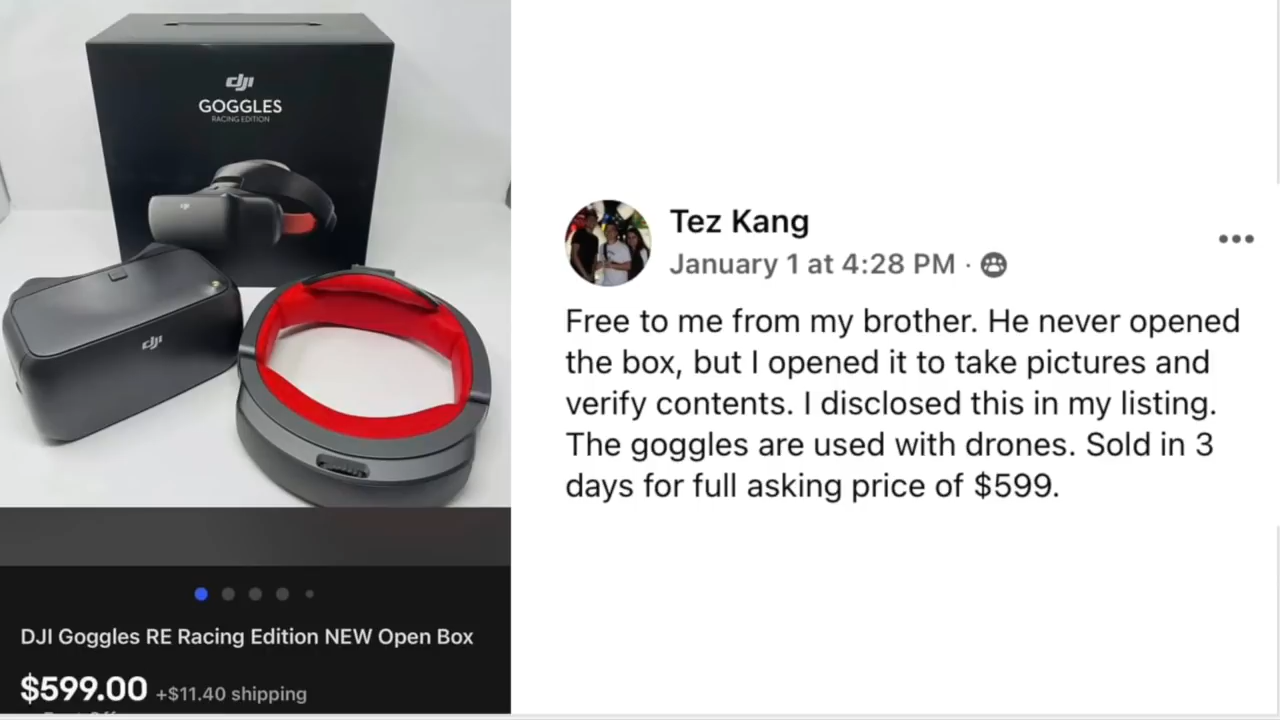 dji
GOGGLES
RACING EDITION
dji
dji
DJI Goggles RE Racing Edition NEW Open Box
$599.00 +$11.40 shipping
Tez Kang
January 1 at 4:28 PM ·
Free to me from my brother. He never opened
the box, but I opened it to take pictures and
verify contents. I disclosed this in my listing.
The goggles are used with drones. Sold in 3
days for full asking price of $599.